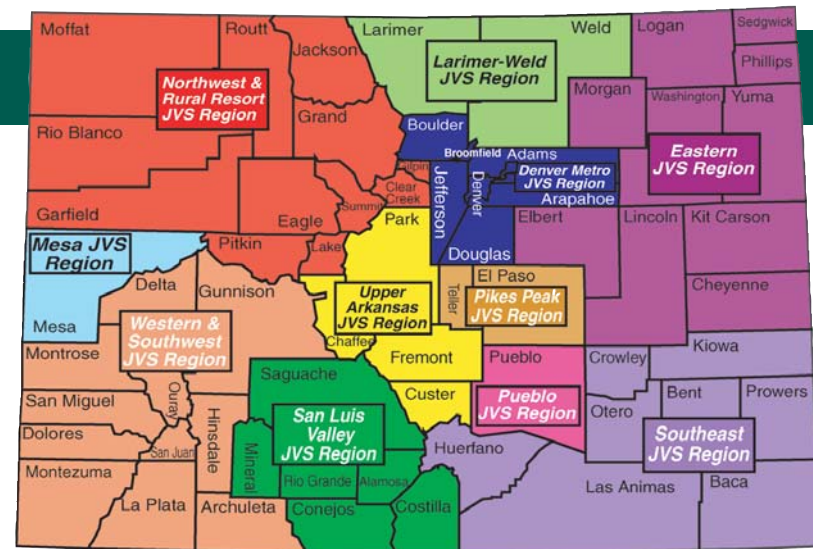 Moffat
Routt
Jackson
Larimer
Weld
Logan
Sedgwick
Phillips
Northwest &
Rural Resort
JVS Region
Larimer-Weld
JVS Region
Morgan
Washington
Yuma
Grand
Rio Blanco
Boulder
Broomfield
Adams
Eastern
JVS Region
Gilpin
Clear
Creek
Jefferson
Denver
Denver Metro
JVS Region
Arapahoe
Garfield
Eagle
Summit
Park
Elbert
Lincoln
Kit Carson
Mesa JVS
Region
Pitkin
Lake
Douglas
El Paso
Cheyenne
Delta
Gunnison
Teller
Upper
Arkansas
JVS Region
Pikes Peak
JVS Region
Mesa
Western &
Southwest
JVS Region
Chaffee
Kiowa
Montrose
Fremont
Pueblo
Crowley
Saguache
Ouray
San Miguel
Hinsdale
Custer
Pueblo
JVS Region
Bent
Prowers
Otero
San Luis
Valley
JVS Region
Dolores
San Juan
Mineral
Huerfano
Southeast
JVS Region
Montezuma
Rio Grande
Alamosa
La Plata
Archuleta
Conejos
Costilla
Las Animas
Baca